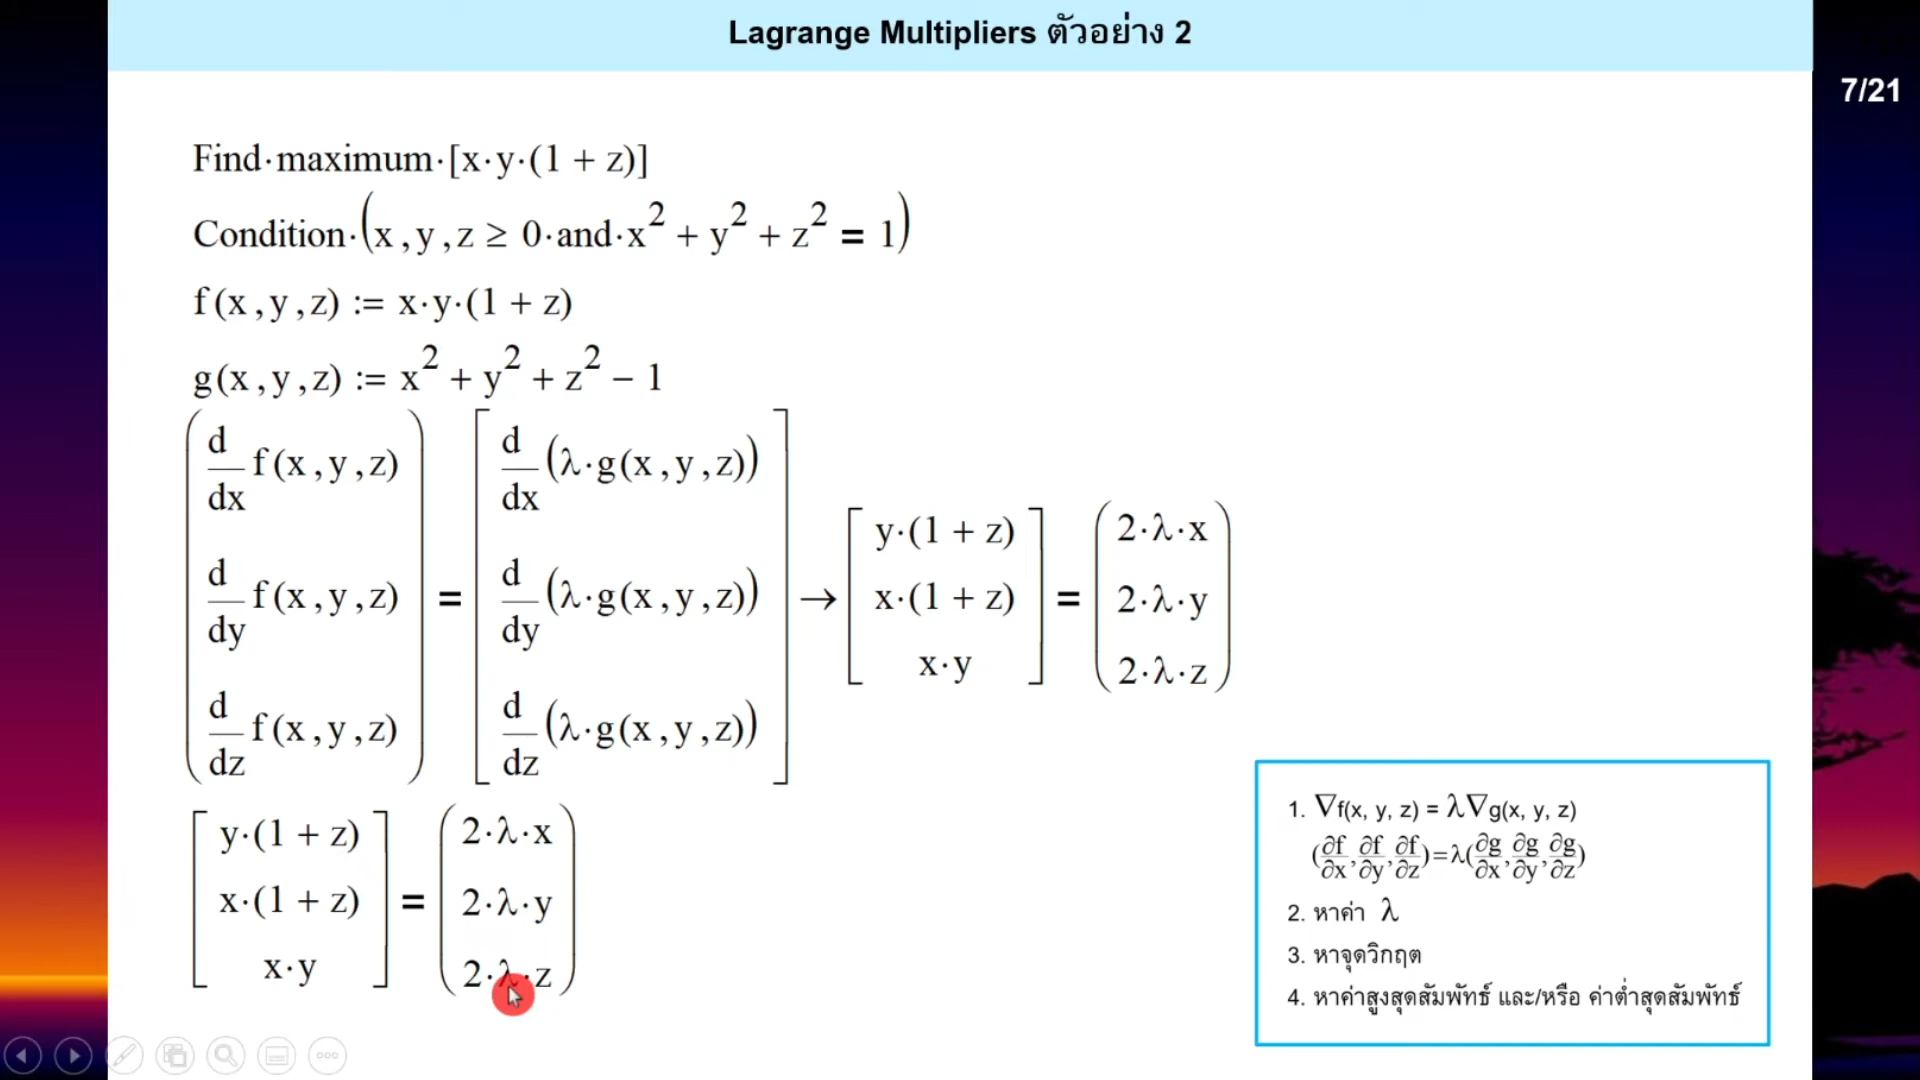 Lagrange Multipliers ตัวอย่าง 2
7/21
Find·maximum·[x·y·(1 + z)]
Condition·(x , y , z ≥ 0·and·x² + y² + z² = 1)
f(x , y , z) := x·y·(1 + z)
g(x , y , z) := x² + y² + z² − 1
(d/dx f(x , y , z)) = [d/dx (λ·g(x , y , z))] → [y·(1 + z)] = (2·λ·x)
(d/dy f(x , y , z)) = [d/dy (λ·g(x , y , z))] → [x·(1 + z)] = (2·λ·y)
(d/dz f(x , y , z)) = [d/dz (λ·g(x , y , z))] → [x·y] = (2·λ·z)
[y·(1 + z)] = (2·λ·x)
[x·(1 + z)] = (2·λ·y)
[x·y] = (2·λ·z)
1. ∇f(x, y, z) = λ∇g(x, y, z)
(∂f/∂x, ∂f/∂y, ∂f/∂z)=λ(∂g/∂x, ∂g/∂y, ∂g/∂z)
2. หาค่า λ
3. หาจุดวิกฤต
4. หาค่าสูงสุดสัมพัทธ์ และ/หรือ ค่าต่ำสุดสัมพัทธ์